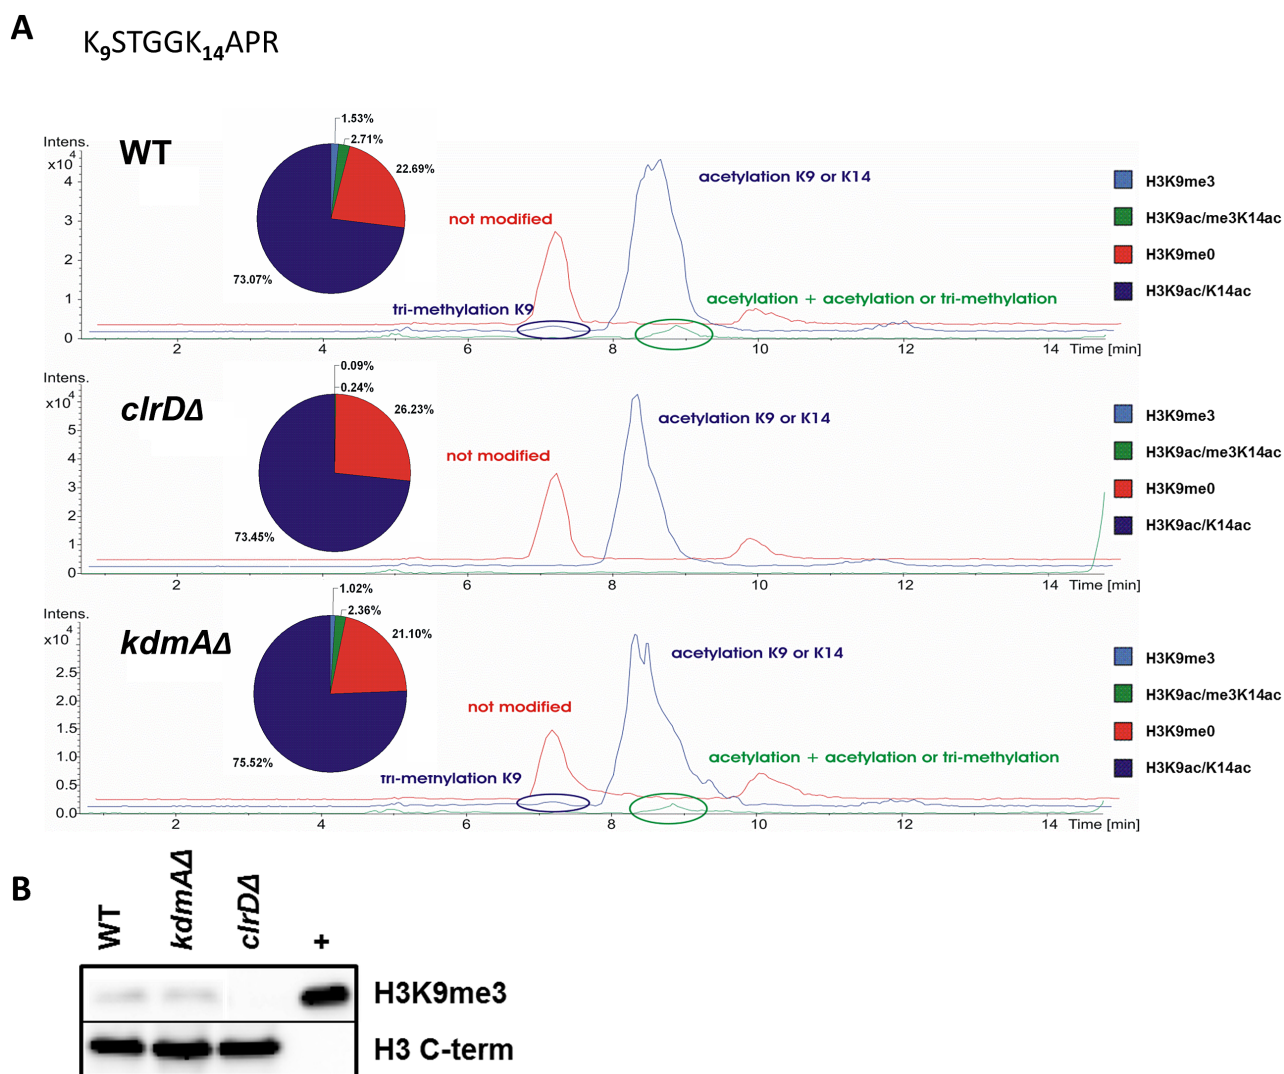 A
K9STGGK14APR
WT
1.53%
2.71%
22.69%
73.07%
Intens.
x10^4
4
3
2
1
0
not modified
acetylation K9 or K14
tri-methylation K9
acetylation + acetylation or tri-methylation
2 4 6 8 10 12 14 Time [min]
H3K9me3
H3K9ac/me3K14ac
H3K9me0
H3K9ac/K14ac
clrDΔ
0.09%
0.24%
26.23%
73.45%
Intens.
x10^4
5
4
3
2
1
0
not modified
acetylation K9 or K14
2 4 6 8 10 12 14 Time [min]
H3K9me3
H3K9ac/me3K14ac
H3K9me0
H3K9ac/K14ac
kdmAΔ
1.02%
2.36%
21.10%
75.52%
Intens.
x10^4
2.5
2.0
1.5
1.0
0.5
0.0
not modified
acetylation K9 or K14
tri-methylation K9
acetylation + acetylation or tri-methylation
2 4 6 8 10 12 14 Time [min]
H3K9me3
H3K9ac/me3K14ac
H3K9me0
H3K9ac/K14ac
B
WT
kdmAΔ
clrDΔ
+
H3K9me3
H3 C-term